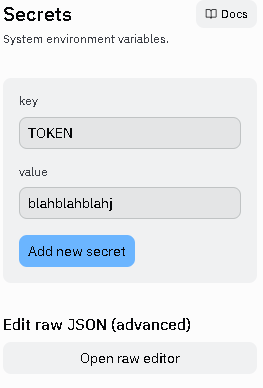 Secrets
Docs
System environment variables.
key
TOKEN
value
blahblahblahj
Add new secret
Edit raw JSON (advanced)
Open raw editor